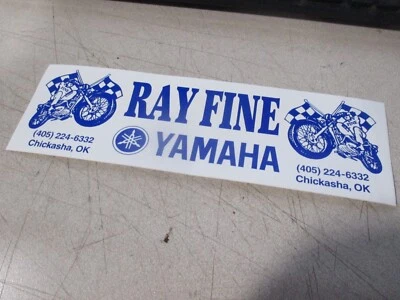 RAY FINE
YAMAHA
(405) 224-6332
Chickasha, OK
(405) 224-6332
Chickasha, OK